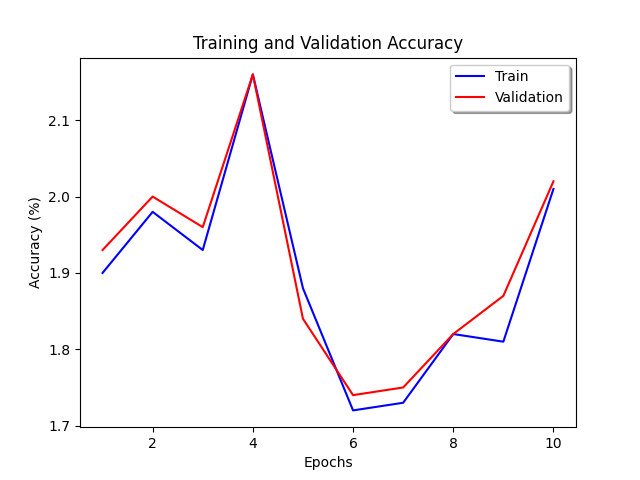 Training and Validation Accuracy
Train
Validation
Accuracy (%)
2.1
2.0
1.9
1.8
1.7
2 4 6 8 10
Epochs